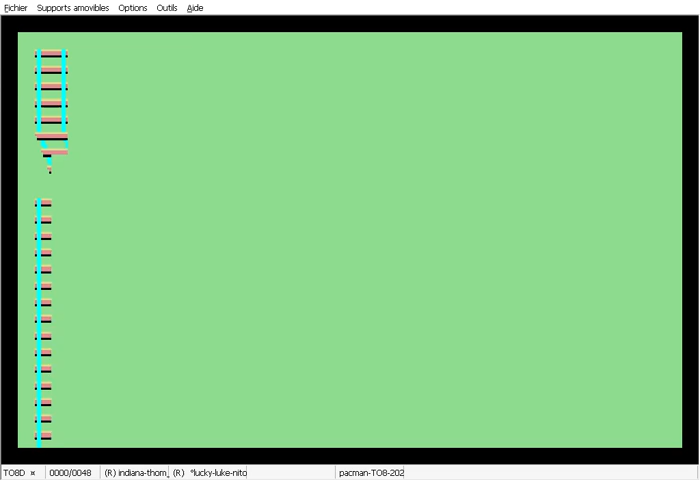 Fichier Supports amovibles Options Outils Aide
TO8D 0000/0048 (R) indiana-thom (R) *lucky-luke-nito pacman-TO8-202